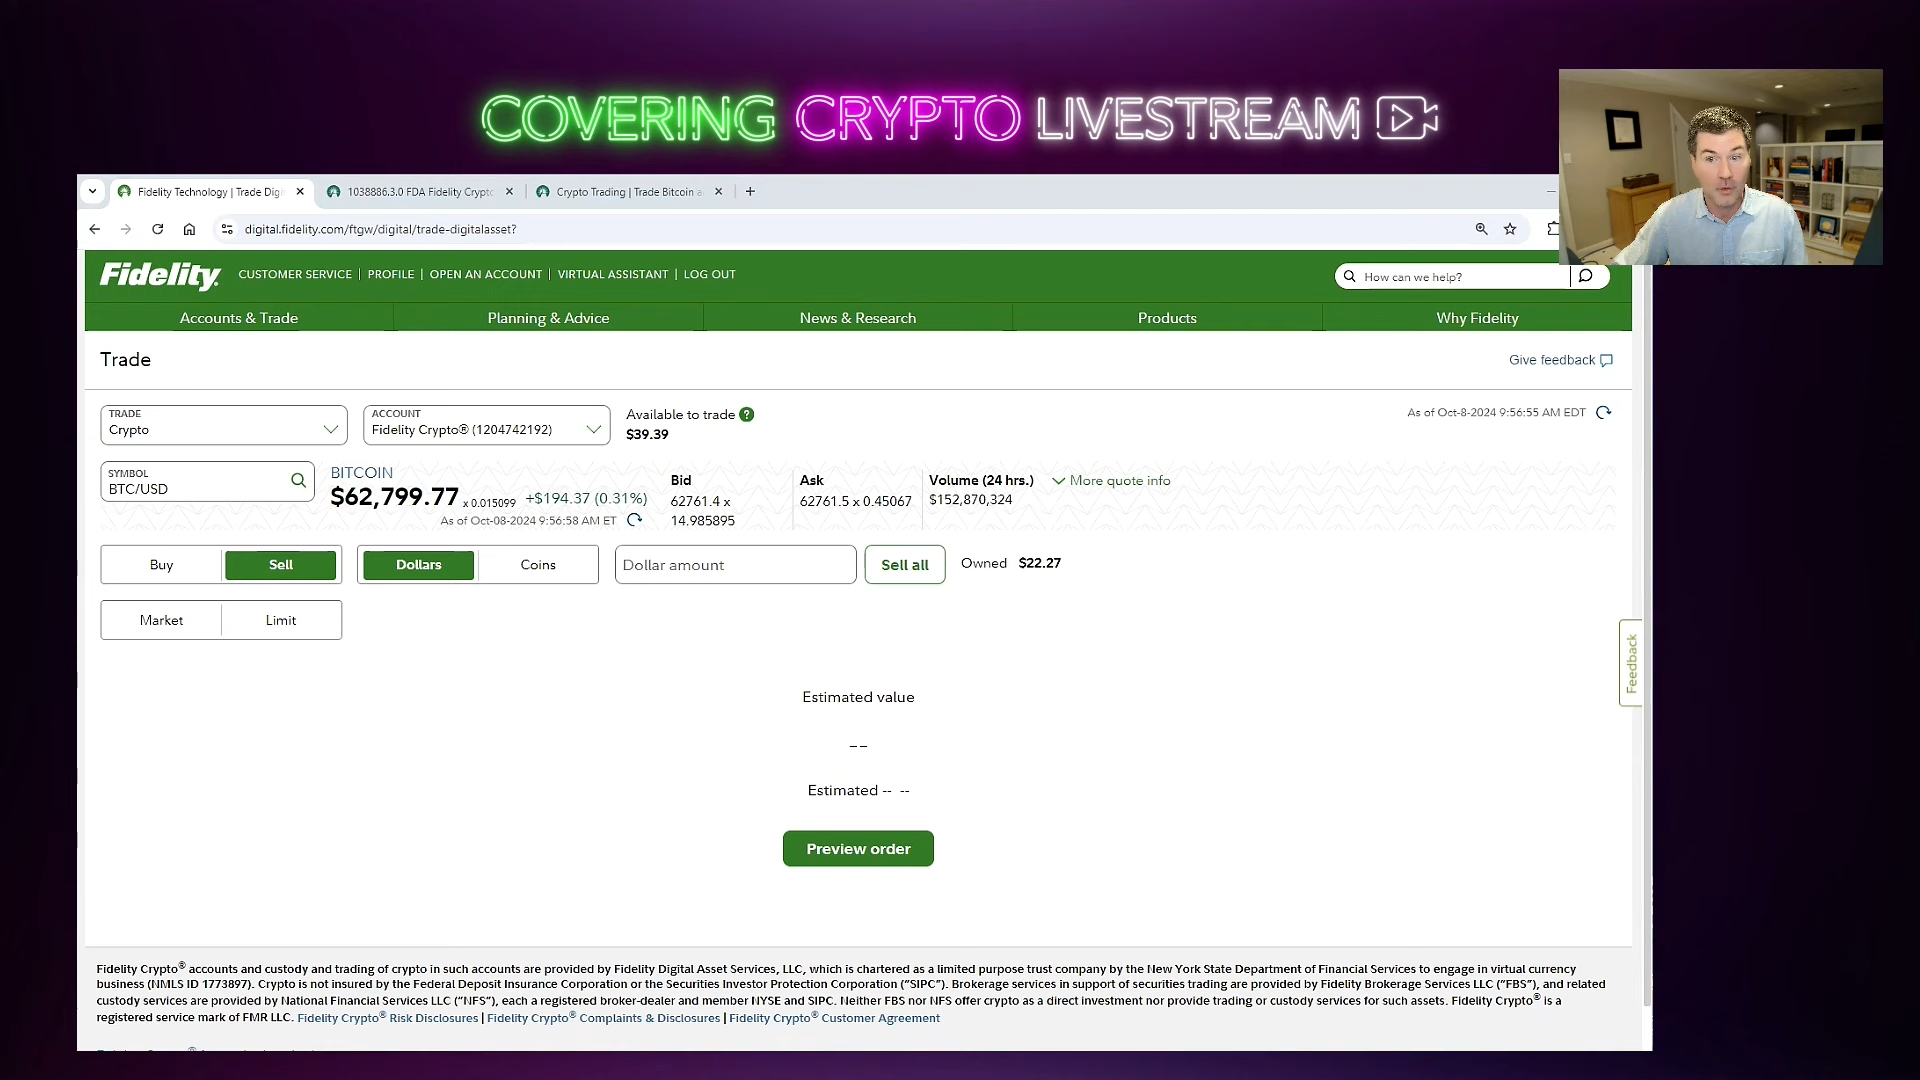 COVERING CRYPTO LIVESTREAM
Fidelity Technology | Trade Digi
1038886.3.0 FDA Fidelity Crypto
Crypto Trading | Trade Bitcoin a
digital.fidelity.com/ftgw/digital/trade-digitalasset?
Fidelity
CUSTOMER SERVICE | PROFILE | OPEN AN ACCOUNT | VIRTUAL ASSISTANT | LOG OUT
How can we help?
Accounts & Trade
Planning & Advice
News & Research
Products
Why Fidelity
Trade
Give feedback
TRADE
Crypto
ACCOUNT
Fidelity Crypto® (1204742192)
Available to trade ?
$39.39
As of Oct-8-2024 9:56:55 AM EDT
SYMBOL
BTC/USD
BITCOIN
$62,799.77 x 0.015099 +$194.37 (0.31%)
As of Oct-08-2024 9:56:58 AM ET
Bid
62761.4 x
14.985895
Ask
62761.5 x 0.45067
Volume (24 hrs.)
$152,870,324
More quote info
Buy
Sell
Dollars
Coins
Dollar amount
Sell all
Owned $22.27
Market
Limit
Feedback
Estimated value
--
Estimated -- --
Preview order
Fidelity Crypto® accounts and custody and trading of crypto in such accounts are provided by Fidelity Digital Asset Services, LLC, which is chartered as a limited purpose trust company by the New York State Department of Financial Services to engage in virtual currency
business (NMLS ID 1773897). Crypto is not insured by the Federal Deposit Insurance Corporation or the Securities Investor Protection Corporation ("SIPC"). Brokerage services in support of securities trading are provided by Fidelity Brokerage Services LLC ("FBS"), and related
custody services are provided by National Financial Services LLC ("NFS"), each a registered broker-dealer and member NYSE and SIPC. Neither FBS nor NFS offer crypto as a direct investment nor provide trading or custody services for such assets. Fidelity Crypto® is a
registered service mark of FMR LLC. Fidelity Crypto® Risk Disclosures | Fidelity Crypto® Complaints & Disclosures | Fidelity Crypto® Customer Agreement